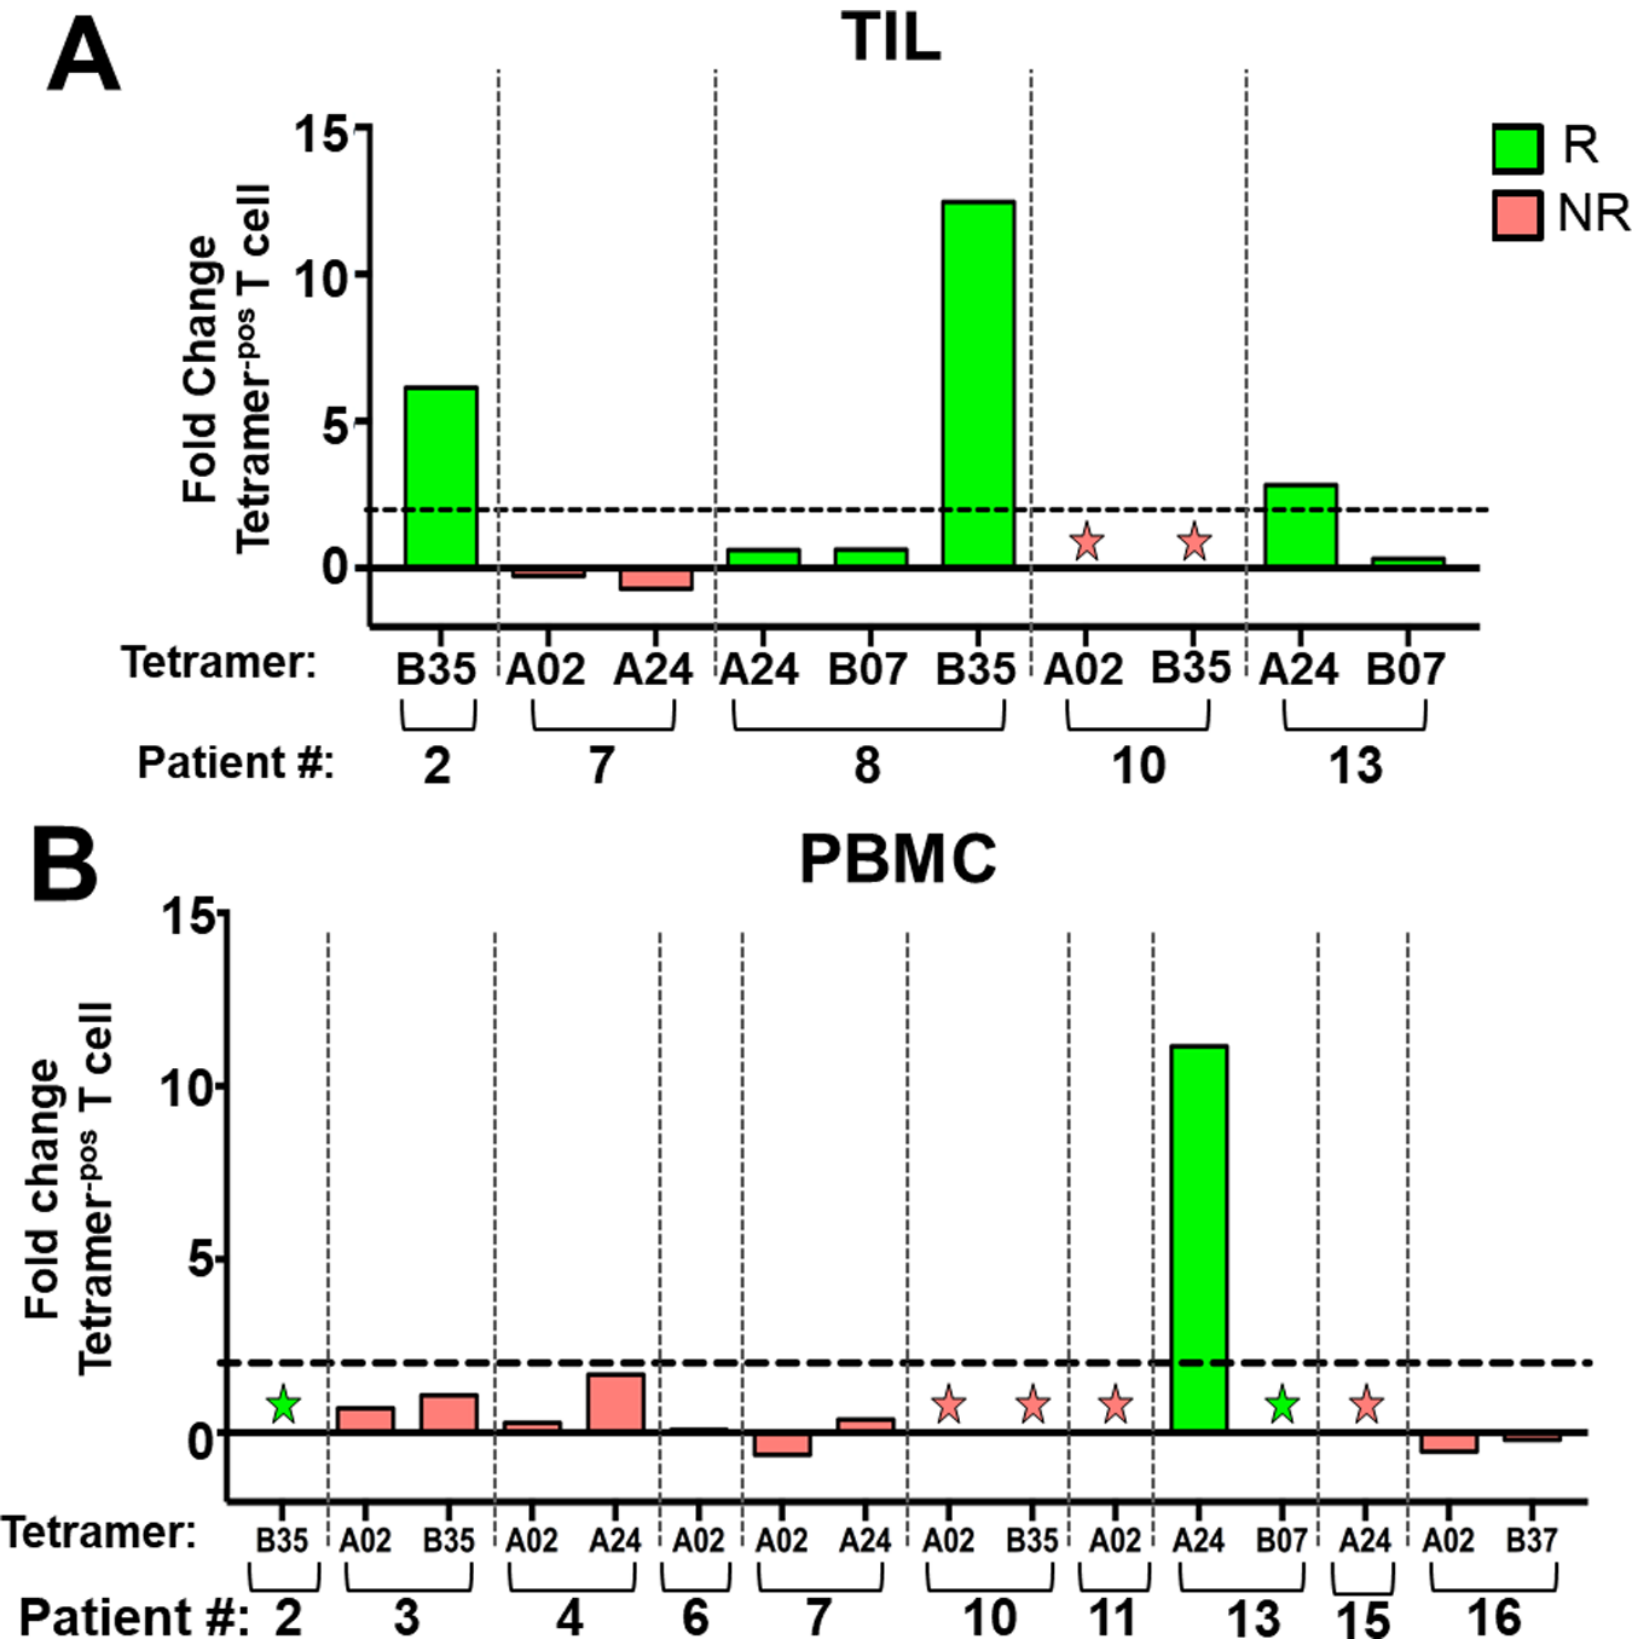 A
TIL
R
NR
Fold Change
Tetramer-pos T cell
15
10
5
0
Tetramer: B35 A02 A24 A24 B07 B35 A02 B35 A24 B07
Patient #: 2 7 8 10 13
B
PBMC
Fold change
Tetramer-pos T cell
15
10
5
0
Tetramer: B35 A02 B35 A02 A24 A02 A02 A24 A02 B35 A02 A24 B07 A24 A02 B37
Patient #: 2 3 4 6 7 10 11 13 15 16